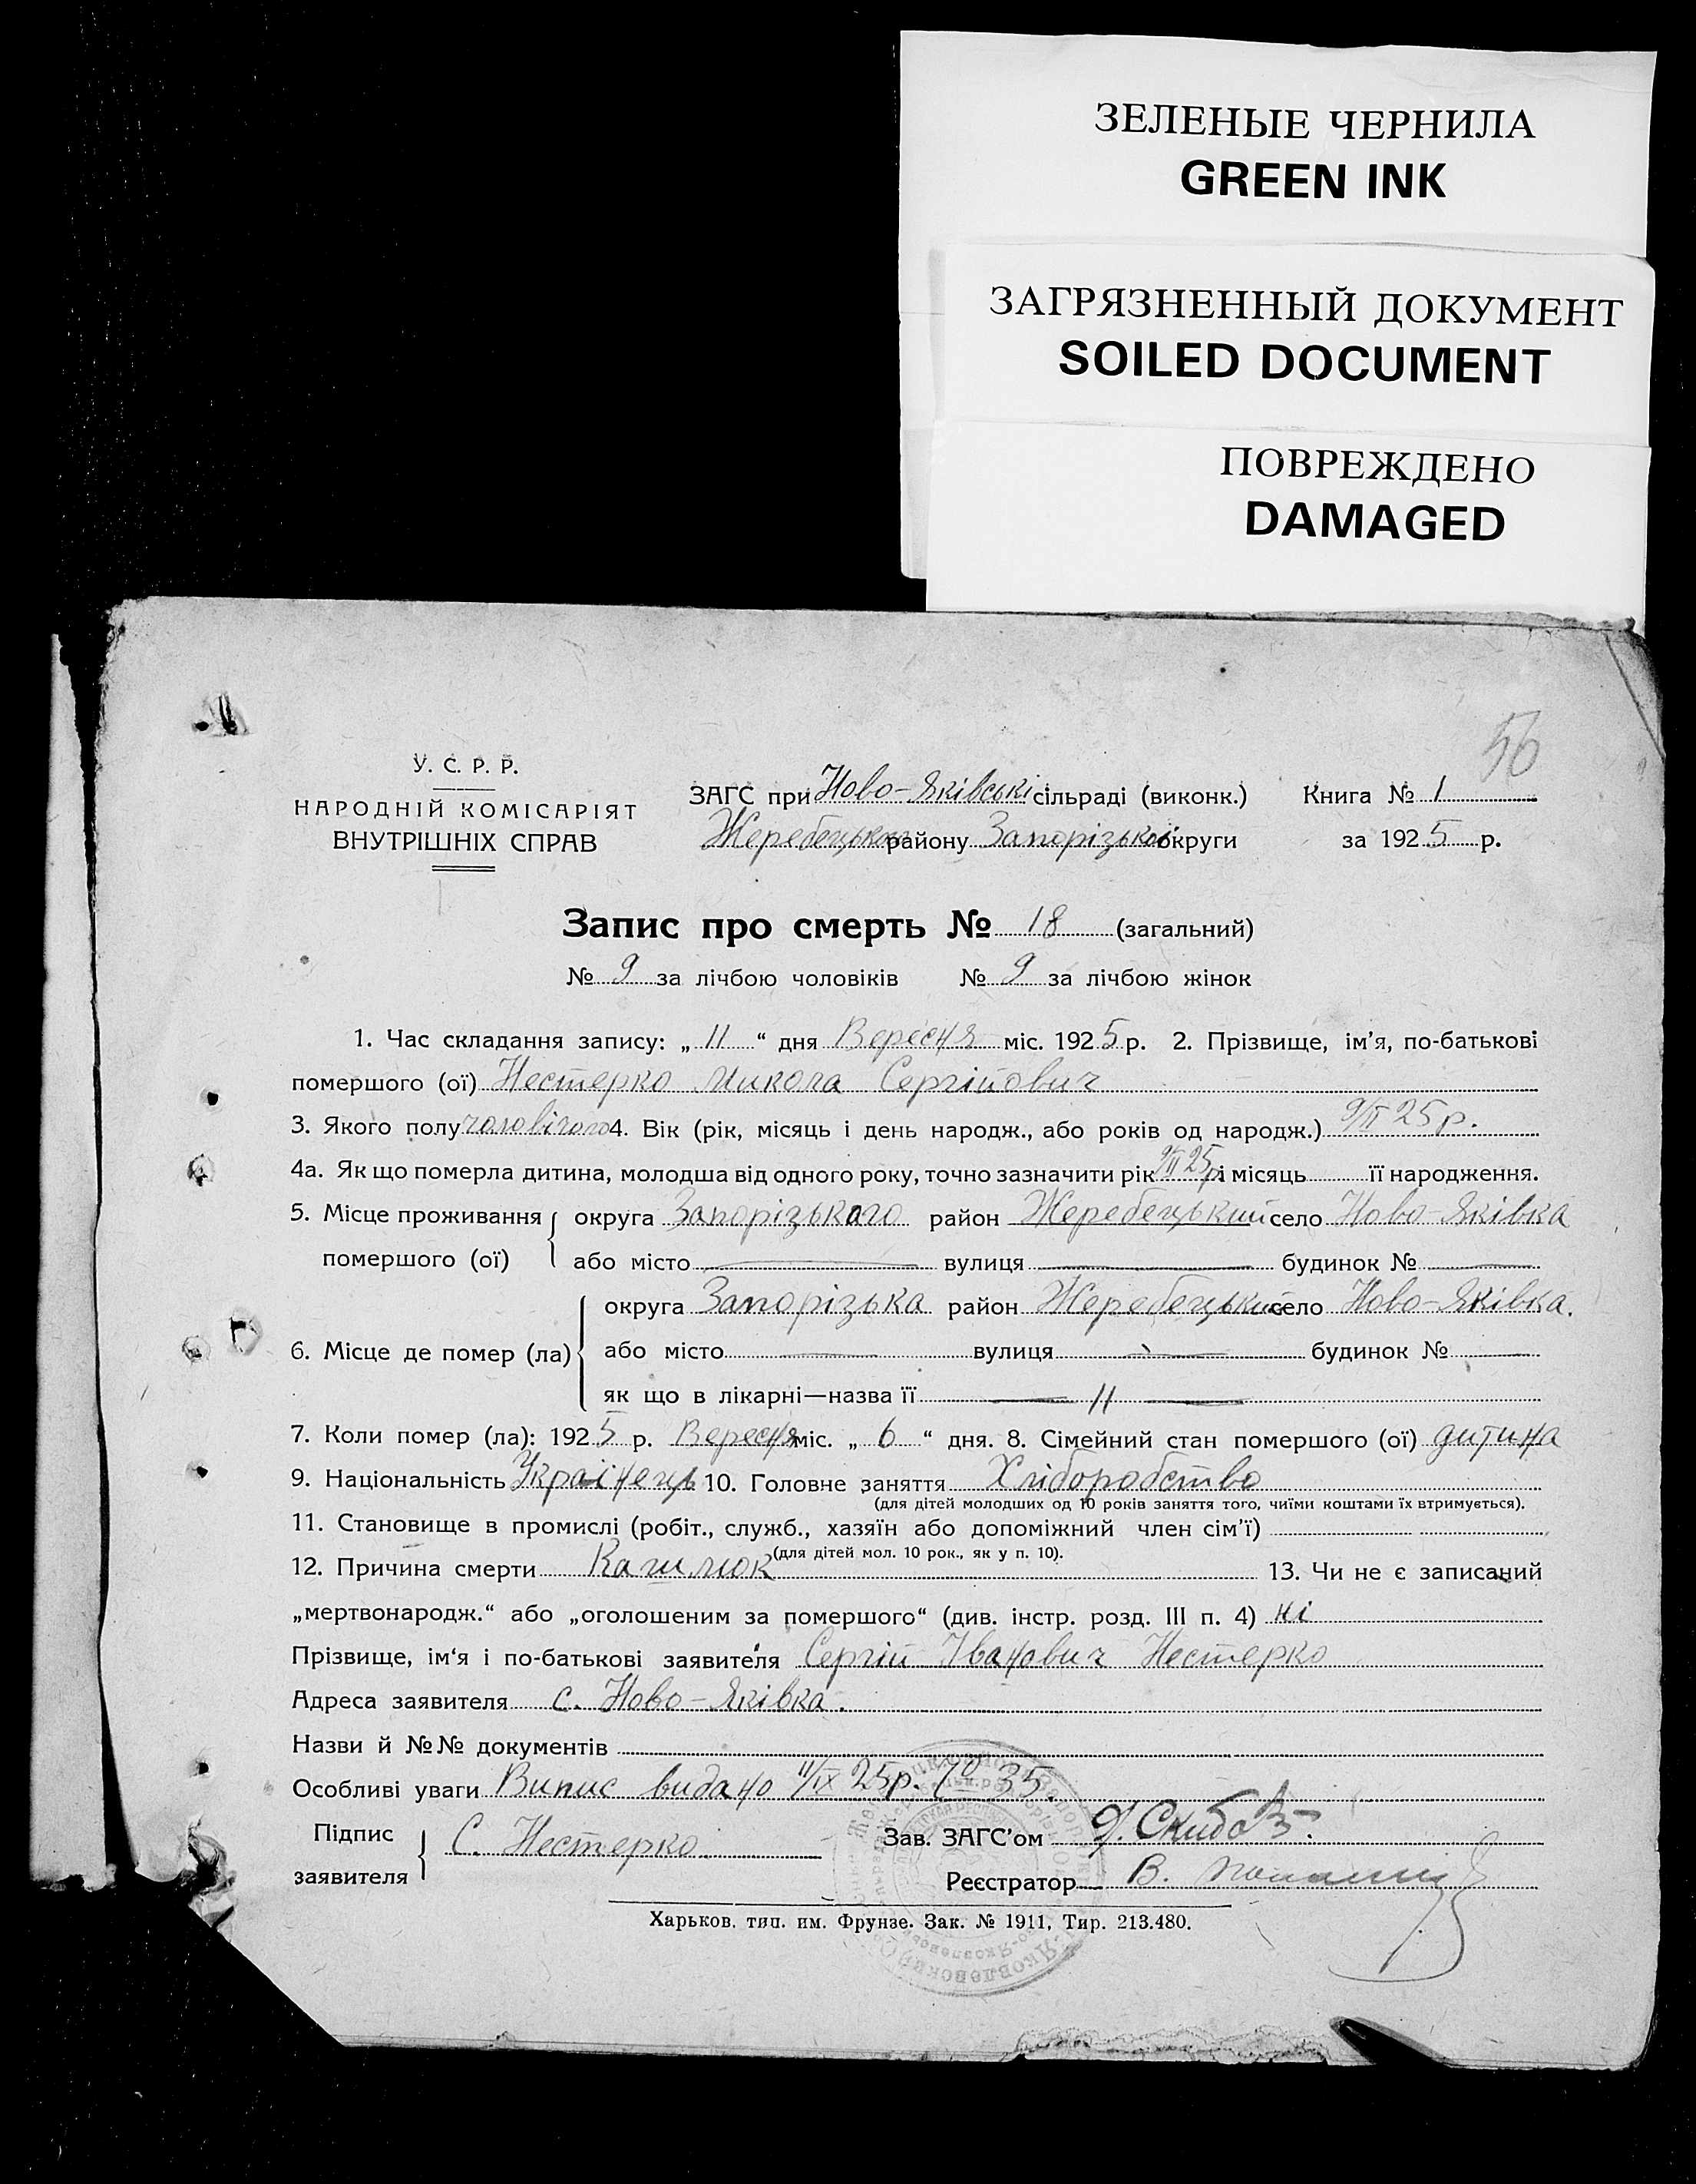 ЗЕЛЕНЫЕ ЧЕРНИЛА
GREEN INK
ЗАГРЯЗНЕННЫЙ ДОКУМЕНТ
SOILED DOCUMENT
ПОВРЕЖДЕНО
DAMAGED
56
У. С. Р. Р.
НАРОДНІЙ КОМІСАРІЯТ
ВНУТРІШНІХ СПРАВ
ЗАГС при Ново-Яківські сільраді (виконк.) Книга № 1
Жеребецького району Запорізької округи за 1925 р.
Запис про смерть № 18 (загальний)
№ 9 за лічбою чоловіків № 9 за лічбою жінок
1. Час складання запису: „ 11 “ дня Вересня міс. 1925 р. 2. Прізвище, ім'я, по-батькові
помершого (ої) Нестерко Микола Сергійович
3. Якого полу чоловічого 4. Вік (рік, місяць і день народж., або років од народж.) 9/II 25 р.
4а. Як що померла дитина, молодша від одного року, точно зазначити рік 9/II 25р і місяць її народження.
5. Місце проживання округа Запорізького район Жеребецький село Ново-Яківка
помершого (ої) або місто — вулиця — будинок № —
округа Запорізька район Жеребецький село Ново-Яківка.
6. Місце де помер (ла) або місто — вулиця — будинок № —
як що в лікарні—назва її — 11 —
7. Коли помер (ла): 1925 р. Вересня міс. „ 6 “ дня. 8. Сімейний стан помершого (ої) дитина
9. Національність Українець 10. Головне заняття Хліборобство
(для дітей молодших од 10 років заняття того, чиїми коштами їх втримується).
11. Становище в промислі (робіт., служб., хазяїн або допоміжний член сім'ї)
(для дітей мол. 10 рок., як у п. 10).
12. Причина смерти Кашлюк 13. Чи не є записаний
„мертвонародж.“ або „оголошеним за помершого“ (див. інстр. розд. III п. 4) ні
Прізвище, ім'я і по-батькові заявителя Сергій Іванович Нестерко
Адреса заявителя с. Ново-Яківка.
Назви й №№ документів
Особливі уваги Випис видано 11/IX 25р. № 35.
Підпис
заявителя С. Нестерко
Зав. ЗАГС'ом Скиба
Реєстратор В.
Харьков. тип. им. Фрунзе. Зак. № 1911, Тир. 213.480.